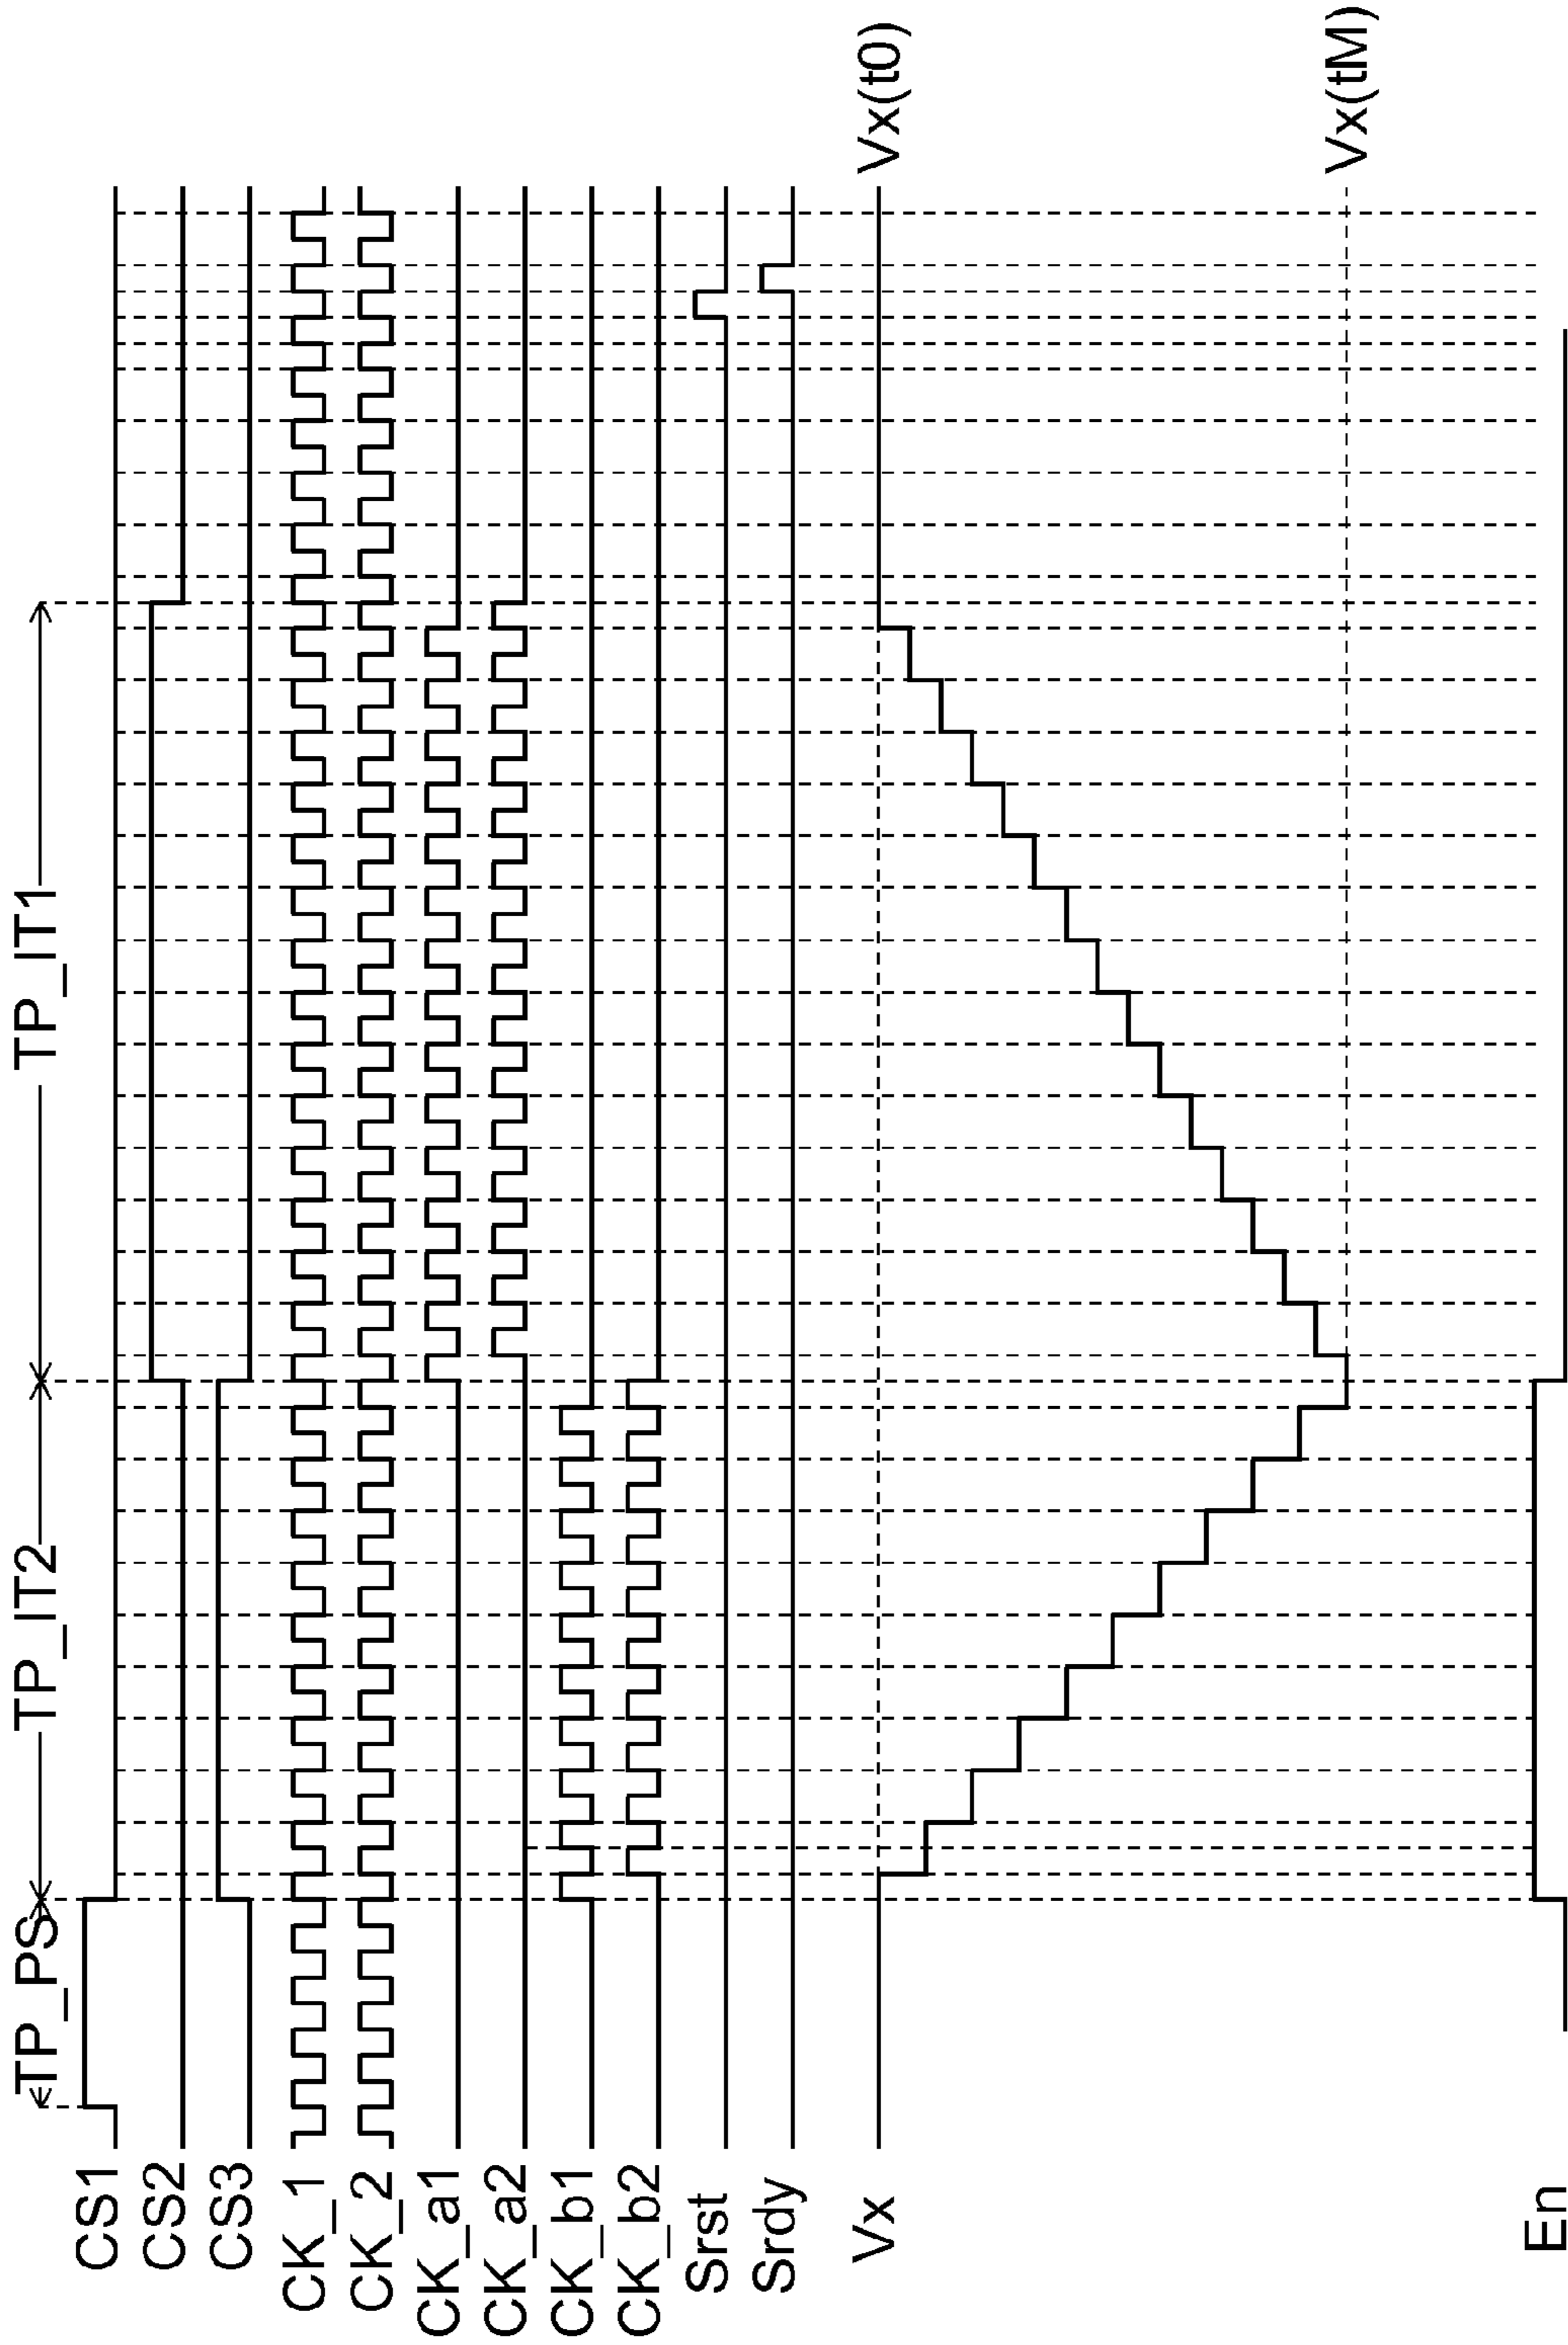 TP_PS
TP_IT2
TP_IT1
CS1
CS2
CS3
CK_1
CK_2
CK_a1
CK_a2
CK_b1
CK_b2
Srst
Srdy
Vx
Vx(t0)
Vx(tM)
En